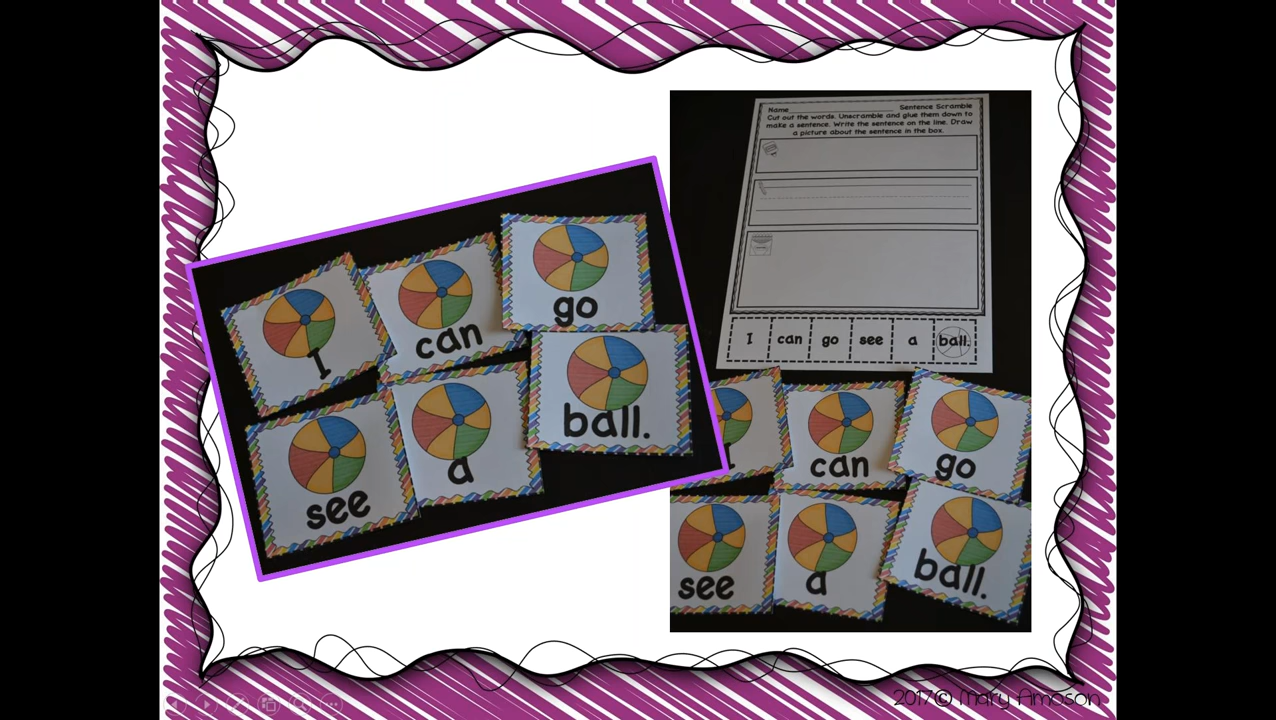 I
can
go
see
a
ball.
Name
Sentence Scramble
Cut out the words. Unscramble and glue them down to
make a sentence. Write the sentence on the line. Draw
a picture about the sentence in the box.
I can go see a ball.
I
can
go
see
a
ball.
2017© Mary Amoson